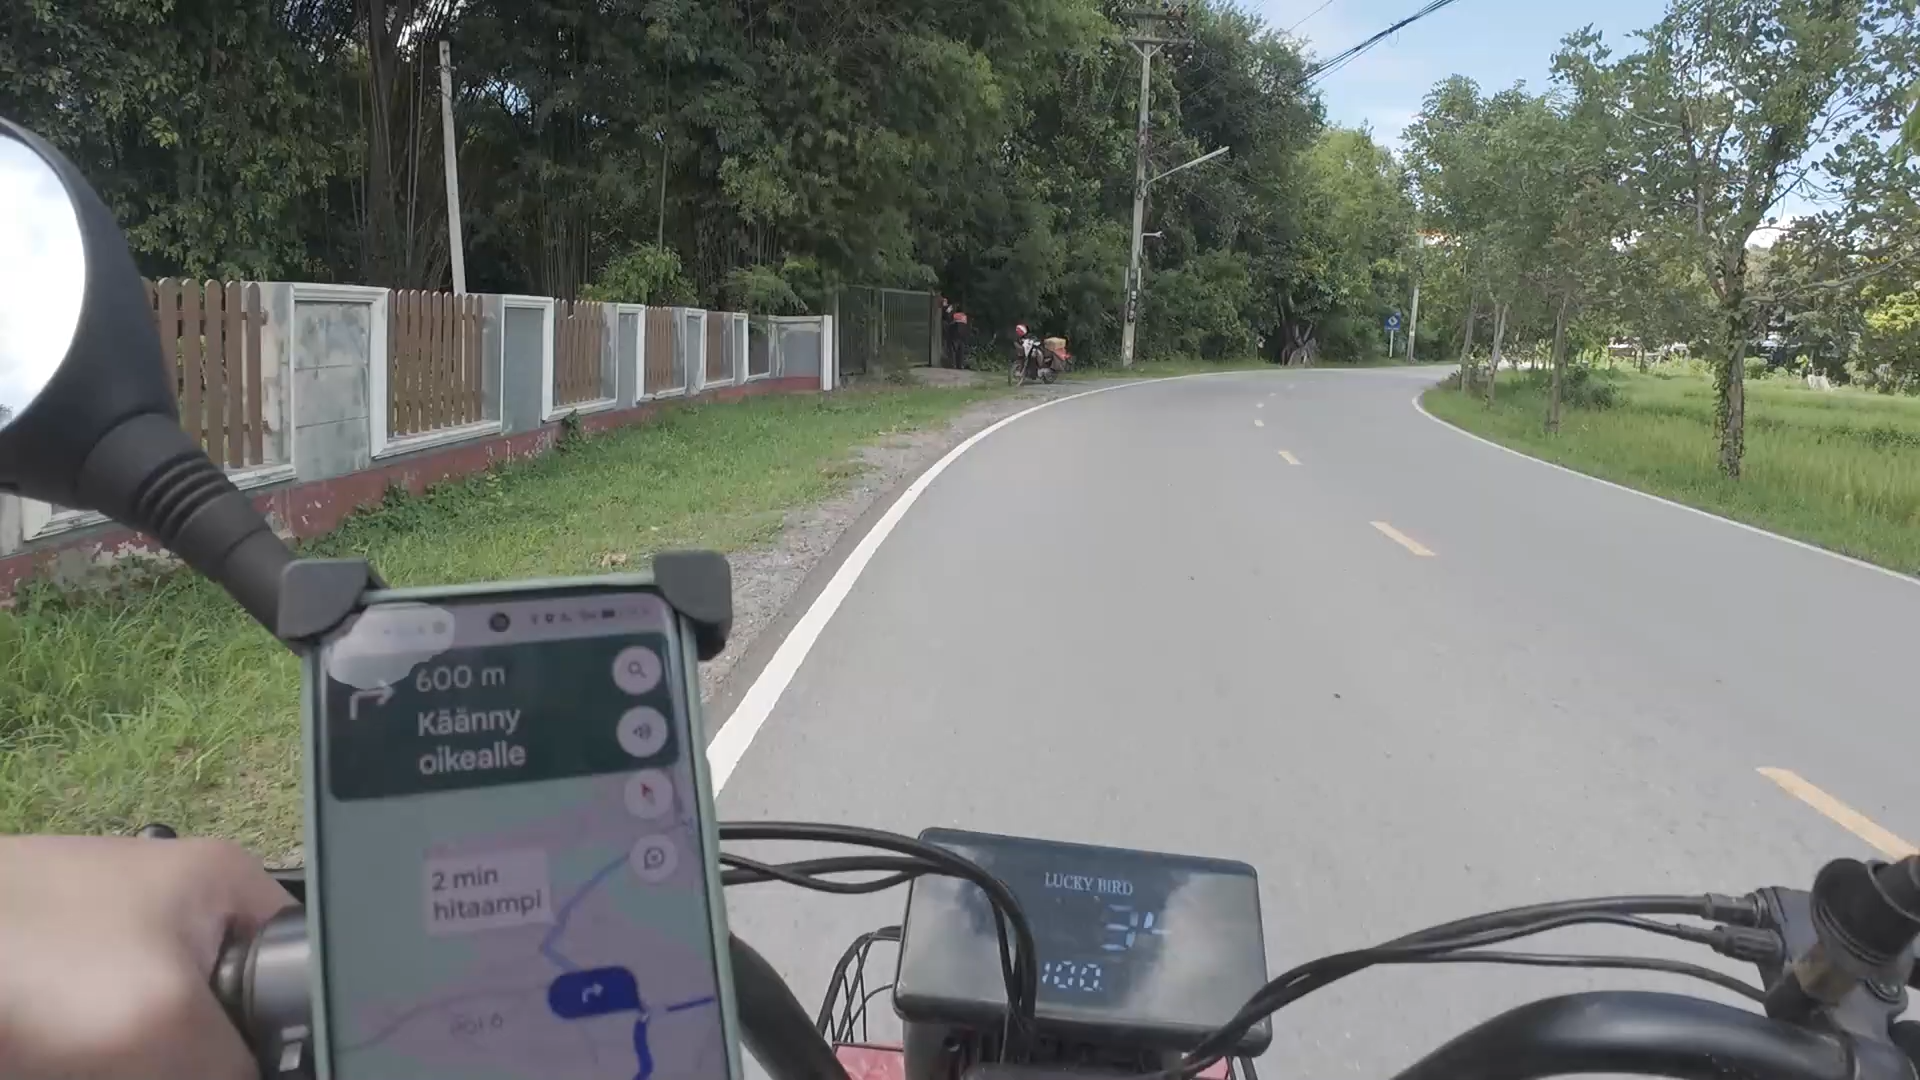 600 m
Käänny
oikealle
2 min
hitaampi
LUCKY BIRD
100